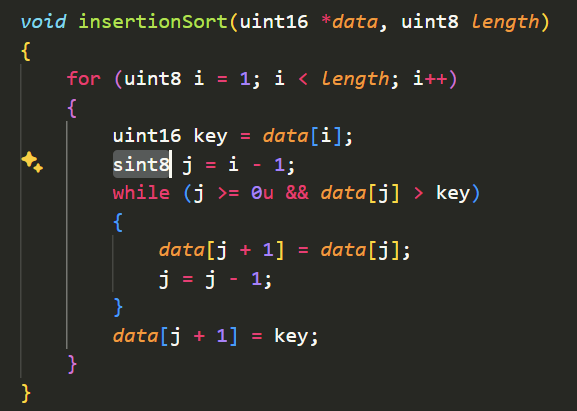 void insertionSort(uint16 *data, uint8 length)
{
    for (uint8 i = 1; i < length; i++)
    {
        uint16 key = data[i];
        sint8 j = i - 1;
        while (j >= 0u && data[j] > key)
        {
            data[j + 1] = data[j];
            j = j - 1;
        }
        data[j + 1] = key;
    }
}